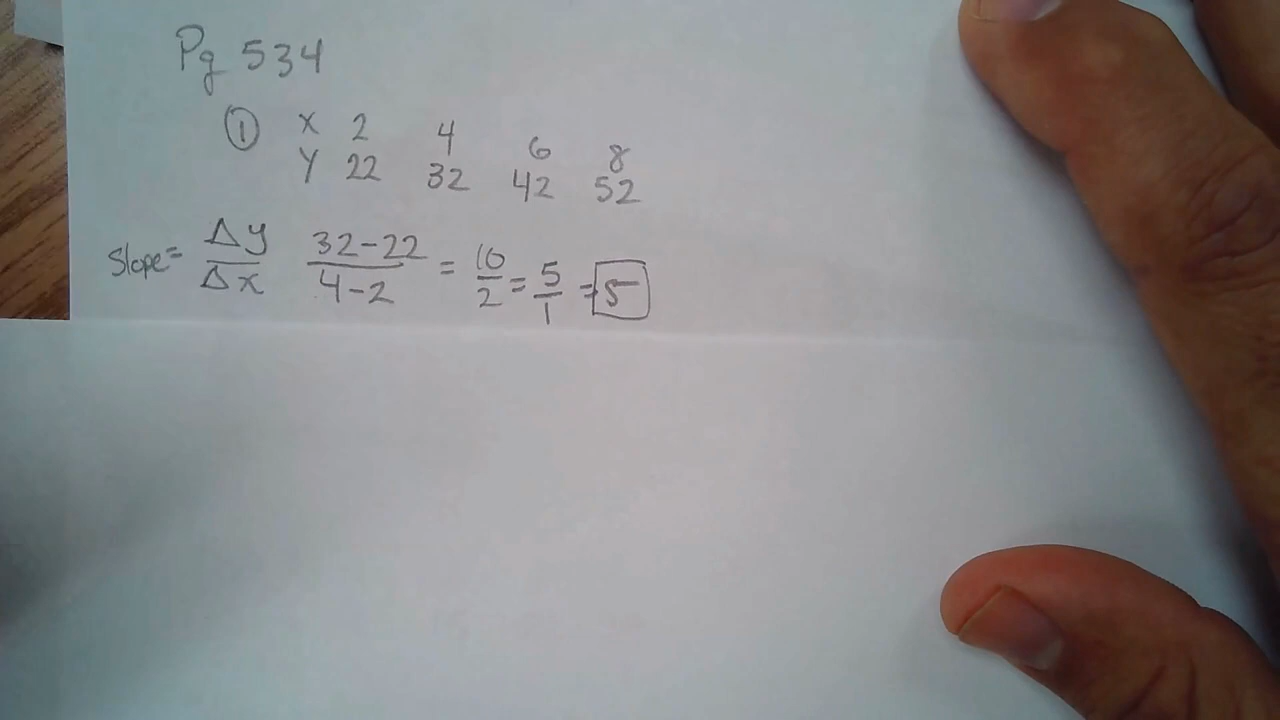 Pg 534
① X 2 4 6 8
Y 22 32 42 52
Slope = Δy/Δx 32-22/4-2 = 10/2 = 5/1 = 5